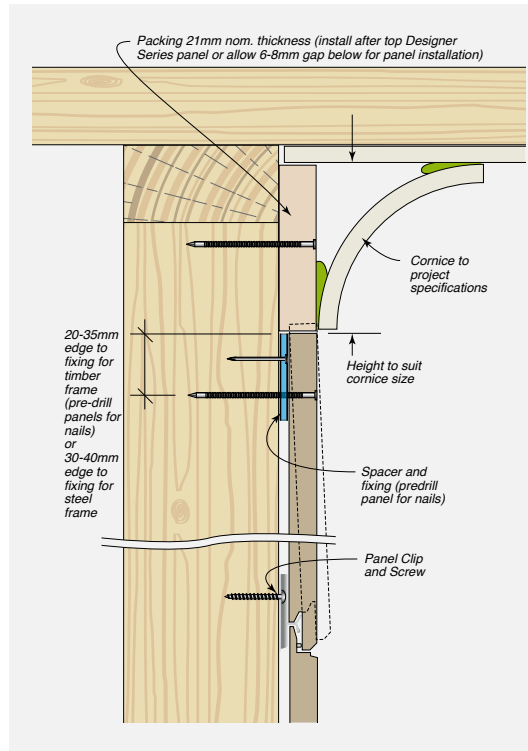 Packing 21mm nom. thickness (install after top Designer
Series panel or allow 6-8mm gap below for panel installation)
Cornice to
project
specifications
20-35mm
edge to
fixing for
timber
frame
(pre-drill
panels for
nails)
or
30-40mm
edge to
fixing for
steel
frame
Height to suit
cornice size
Spacer and
fixing (predrill
panel for nails)
Panel Clip
and Screw